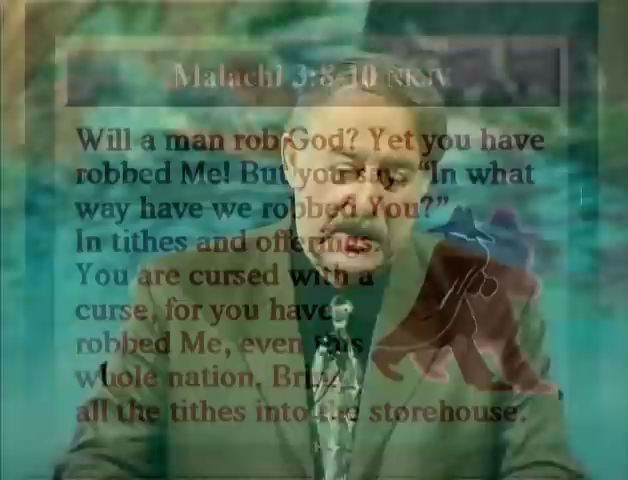 Malachi 3:8-10 NKJV
Will a man rob God? Yet you have
robbed Me! But you say, "In what
way have we robbed You?"
In tithes and offerings.
You are cursed with a
curse, for you have
robbed Me, even this
whole nation. Bring
all the tithes into the storehouse.